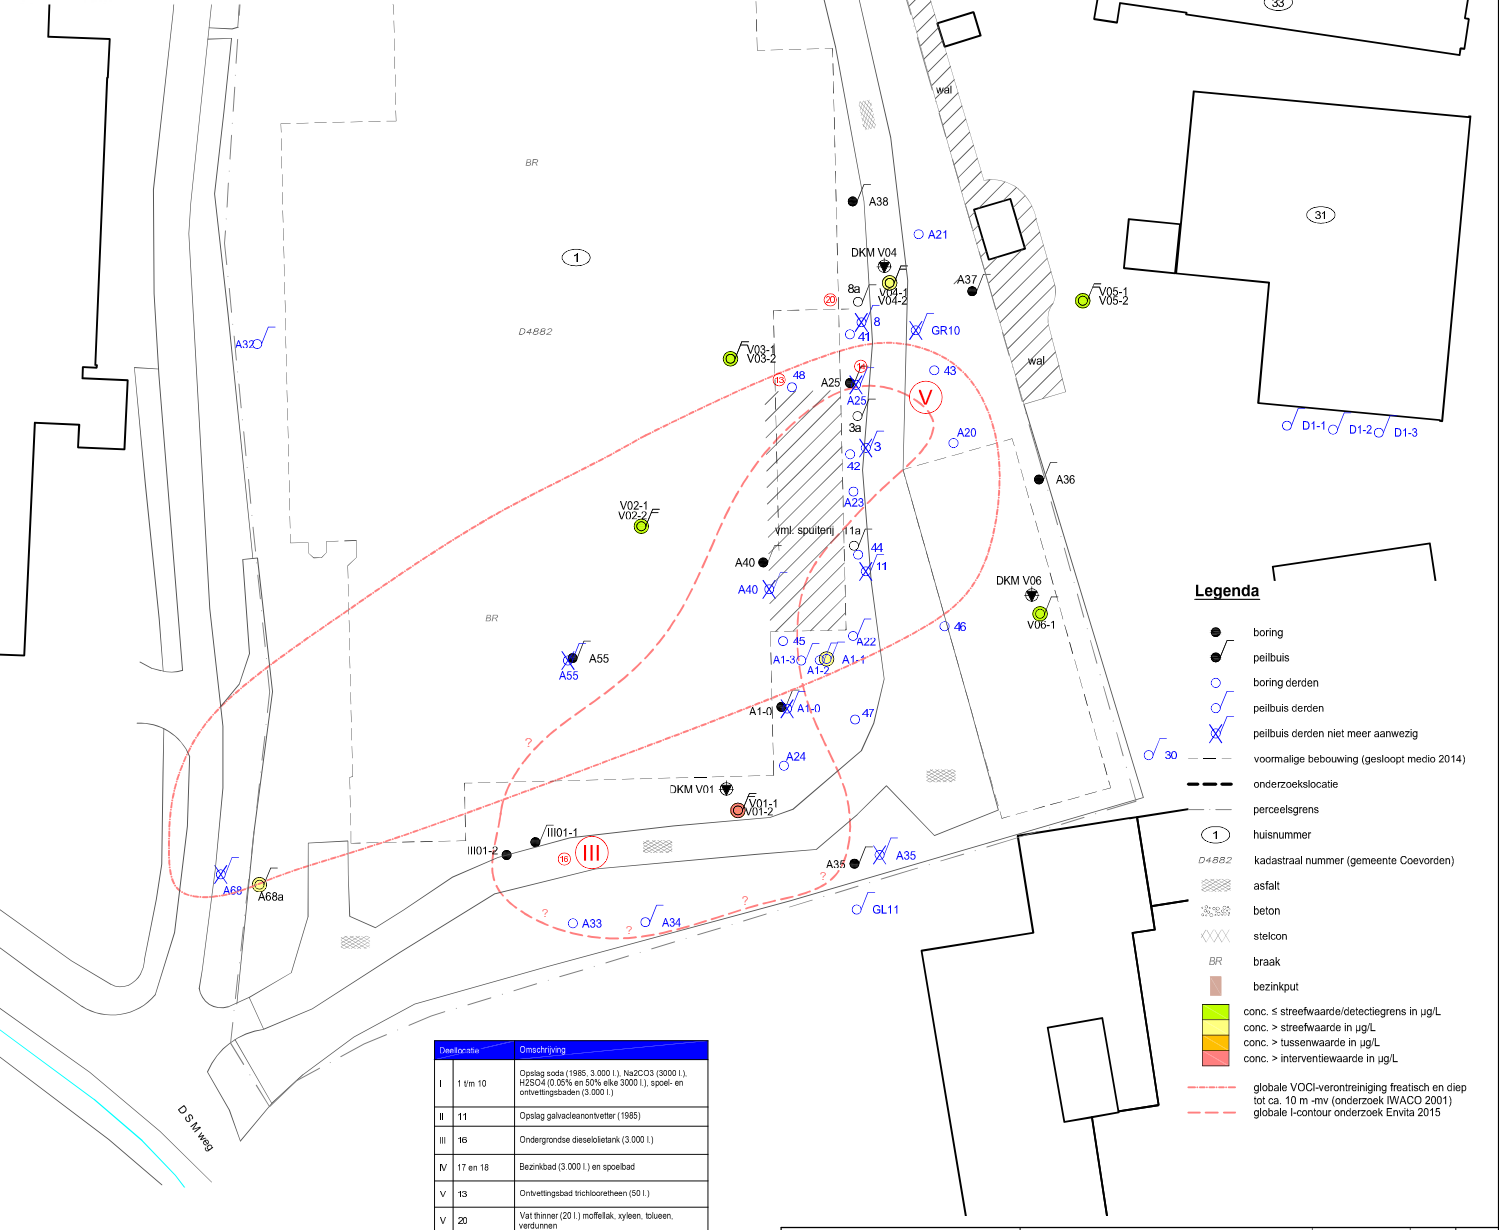 33
wal
BR
31
A38
A21
1
DKM V04
A37
8a
V04-1
V04-2
V05-1
V05-2
20
8
GR10
D4882
41
A32
V03-1
V03-2
wal
48
13
43
A25
A25
V
3a
D1-1
D1-2
D1-3
A20
3
42
A36
A23
V02-1
V02-2
vml. spuiterij
11a
44
A40
11
DKM V06
A40
Legenda
BR
V06-1
46
boring
45
A22
A55
A1-3
A1-1
peilbuis
A1-2
A55
boring derden
A1-0
A1-0
47
peilbuis derden
peilbuis derden niet meer aanwezig
?
A24
30
voormalige bebouwing (gesloopt medio 2014)
DKM V01
onderzoekslocatie
V01-1
V01-2
perceelsgrens
III01-1
1
huisnummer
III01-2
16
III
A35
A35
D4882
kadastraal nummer (gemeente Coevorden)
?
A68
A68a
asfalt
?
?
GL11
beton
A33
A34
?
stelcon
BR
braak
bezinkput
conc. ≤ streefwaarde/detectiegrens in µg/L
conc. > streefwaarde in µg/L
conc. > tussenwaarde in µg/L
conc. > interventiewaarde in µg/L
globale VOCl-verontreiniging freatisch en diep
tot ca. 10 m -mv (onderzoek IWACO 2001)
globale I-contour onderzoek Envita 2015
DSMweg
Deellocatie
Omschrijving
I
1 t/m 10
Opslag soda (1985, 3.000 l.), Na2CO3 (3000 l.),
H2SO4 (0.05% en 50% elke 3000 l.), spoel- en
ontvettingsbaden (3.000 l.)
II
11
Opslag galvacleanontvetter (1985)
III
16
Ondergrondse dieselolietank (3.000 l.)
IV
17 en 18
Bezinkbad (3.000 l.) en spoelbad
V
13
Ontvettingsbad trichlooretheen (50 l.)
V
20
Vat thinner (20 l.) moffellak, xyleen, tolueen,
verdunnen